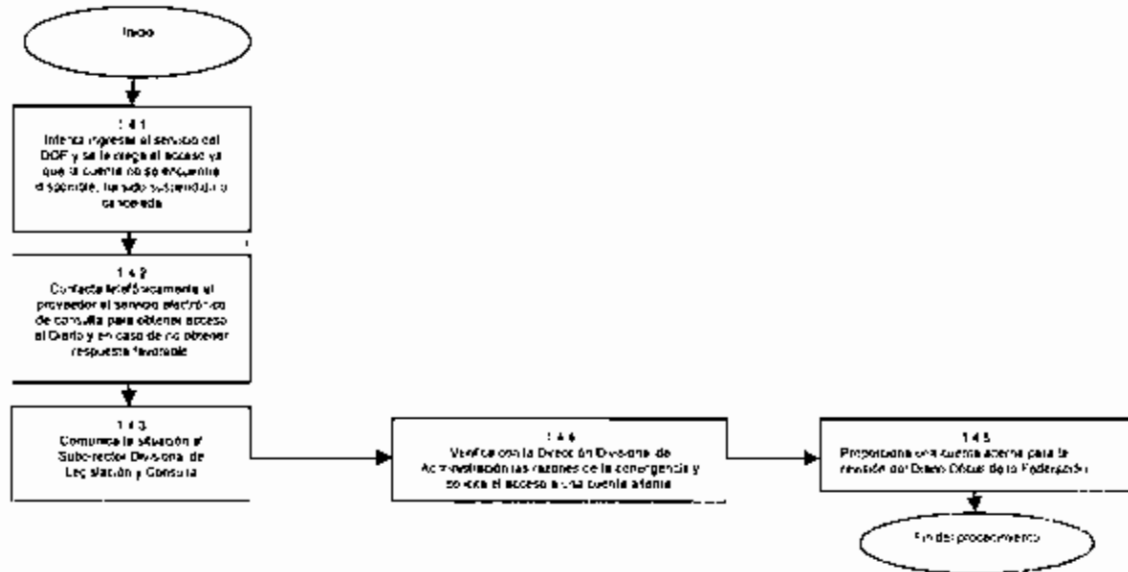 Inicio
1.4.1
Intenta ingresar al servicio del
DOF y se le niega el acceso ya
que la cuenta no se encuentra
disponible, ha sido suspendida o
cancelada
1.4.2
Contacta telefónicamente al
proveedor el servicio electrónico
de consulta para obtener acceso
al Diario y en caso de no obtener
respuesta favorable
1.4.3
Comunica la situación al
Subdirector Divisional de
Legislación y Consulta
1.4.4
Verifica con la Dirección Divisional de
Administración las razones de la contingencia y
solicita el acceso a una cuenta alterna
1.4.5
Proporciona una cuenta alterna para la
revisión del Diario Oficial de la Federación
Fin del procedimiento